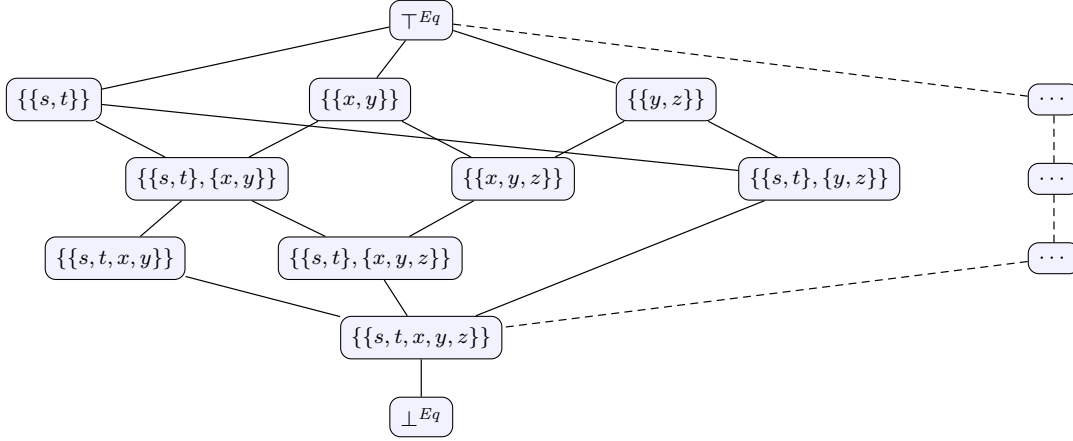 ⊤^Eq
{{s, t}}
{{x, y}}
{{y, z}}
···
{{s, t}, {x, y}}
{{x, y, z}}
{{s, t}, {y, z}}
···
{{s, t, x, y}}
{{s, t}, {x, y, z}}
···
{{s, t, x, y, z}}
⊥^Eq